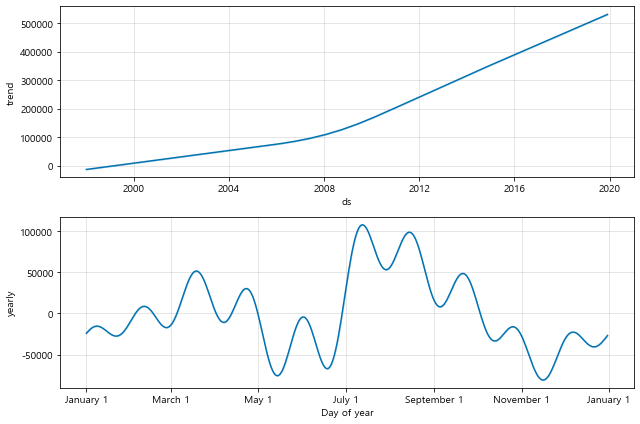 500000
400000
300000
200000
100000
0
trend
2000 2004 2008 2012 2016 2020
ds
100000
50000
0
-50000
yearly
January 1 March 1 May 1 July 1 September 1 November 1 January 1
Day of year